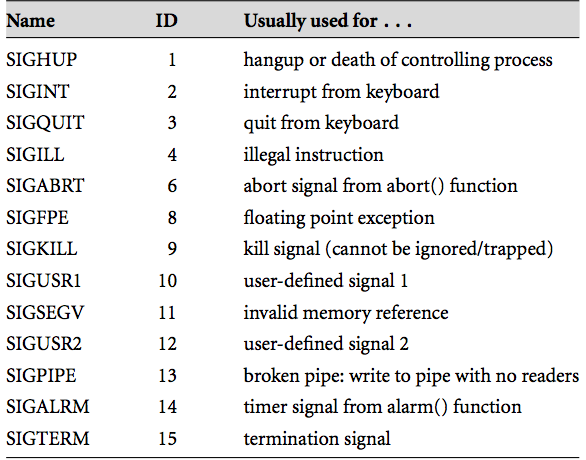 Name ID Usually used for . . .
SIGHUP 1 hangup or death of controlling process
SIGINT 2 interrupt from keyboard
SIGQUIT 3 quit from keyboard
SIGILL 4 illegal instruction
SIGABRT 6 abort signal from abort() function
SIGFPE 8 floating point exception
SIGKILL 9 kill signal (cannot be ignored/trapped)
SIGUSR1 10 user-defined signal 1
SIGSEGV 11 invalid memory reference
SIGUSR2 12 user-defined signal 2
SIGPIPE 13 broken pipe: write to pipe with no readers
SIGALRM 14 timer signal from alarm() function
SIGTERM 15 termination signal